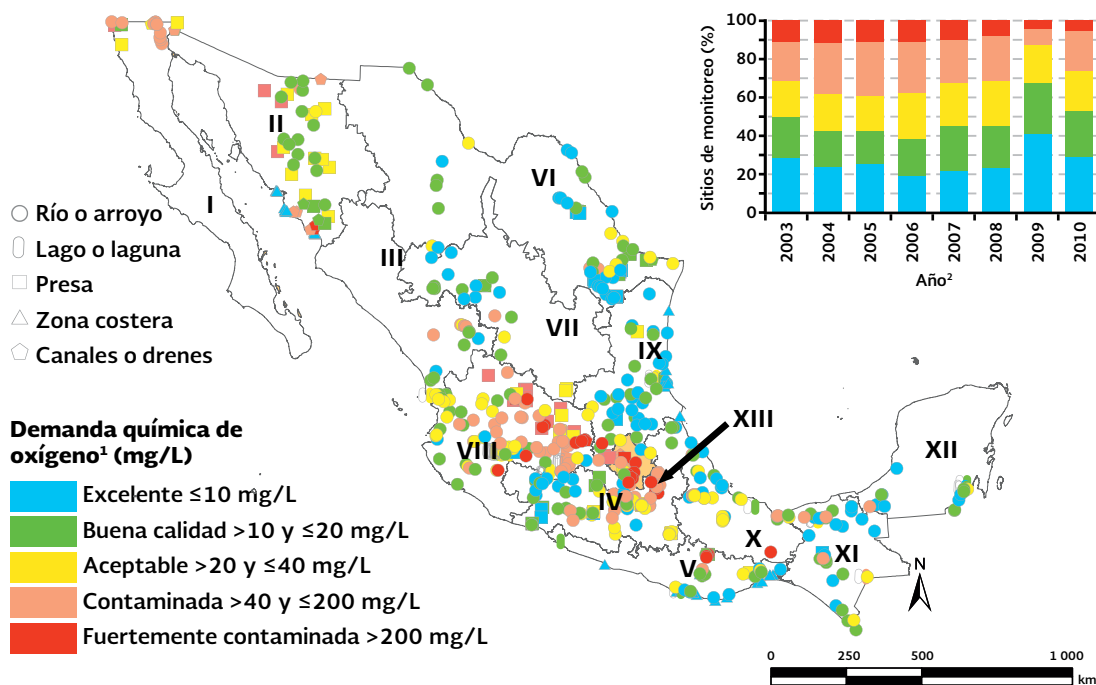 Río o arroyo
Lago o laguna
Presa
Zona costera
Canales o drenes
Demanda química de
oxígeno¹ (mg/L)
Excelente ≤10 mg/L
Buena calidad >10 y ≤20 mg/L
Aceptable >20 y ≤40 mg/L
Contaminada >40 y ≤200 mg/L
Fuertemente contaminada >200 mg/L
I
II
III
IV
V
VI
VII
VIII
IX
X
XI
XII
XIII
Sitios de monitoreo (%)
100
80
60
40
20
0
2003 2004 2005 2006 2007 2008 2009 2010
Año²
N
0 250 500 1 000
km